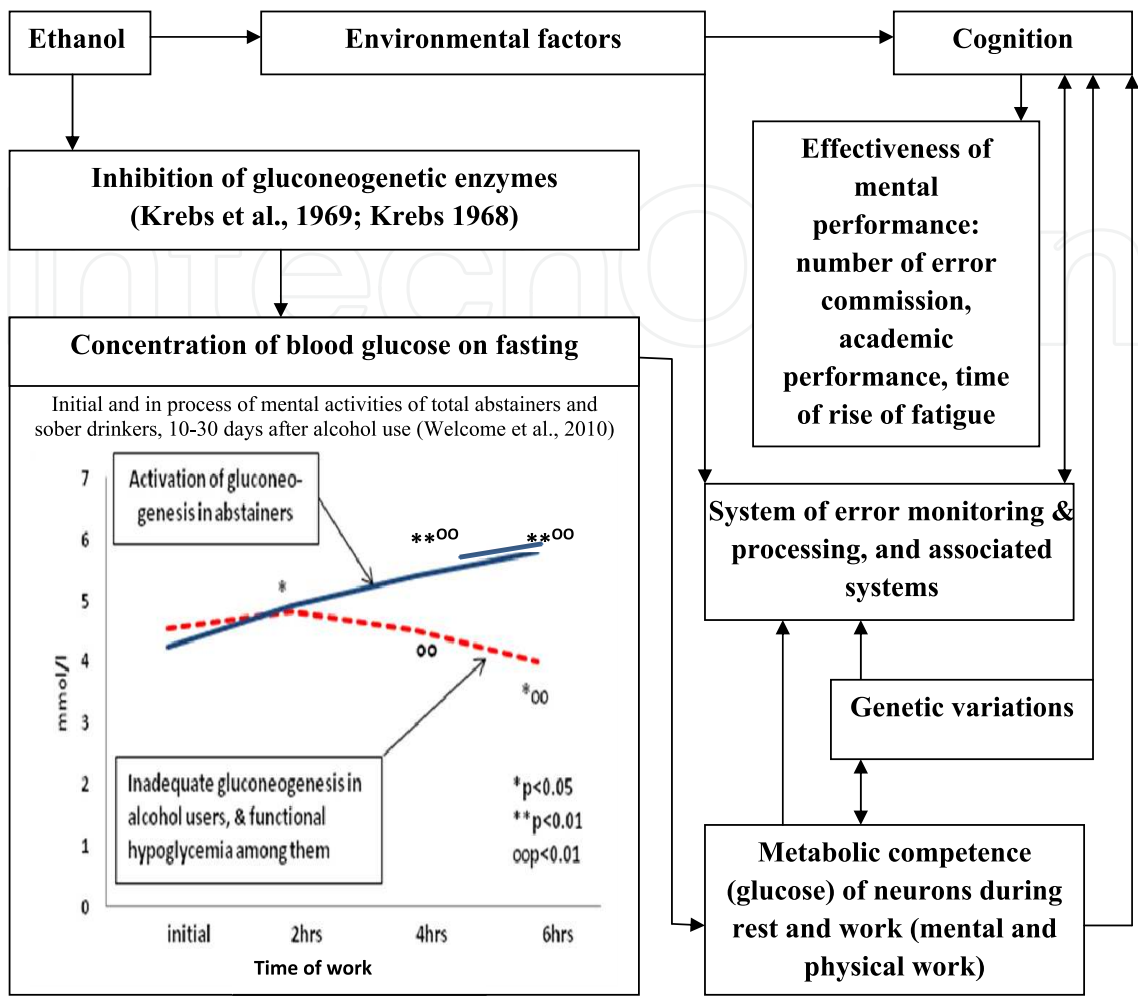 Ethanol
Environmental factors
Cognition
Inhibition of gluconeogenetic enzymes
(Krebs et al., 1969; Krebs 1968)
Effectiveness of
mental
performance:
number of error
commission,
academic
performance, time
of rise of fatigue
Concentration of blood glucose on fasting
Initial and in process of mental activities of total abstainers and
sober drinkers, 10-30 days after alcohol use (Welcome et al., 2010)
7
6
5
4
3
2
1
0
mmol/l
Activation of gluconeo-
genesis in abstainers
*
**oo
**oo
oo
*oo
Inadequate gluconeogenesis in
alcohol users, & functional
hypoglycemia among them
*p<0.05
**p<0.01
oop<0.01
initial
2hrs
4hrs
6hrs
Time of work
System of error monitoring &
processing, and associated
systems
Genetic variations
Metabolic competence
(glucose) of neurons during
rest and work (mental and
physical work)